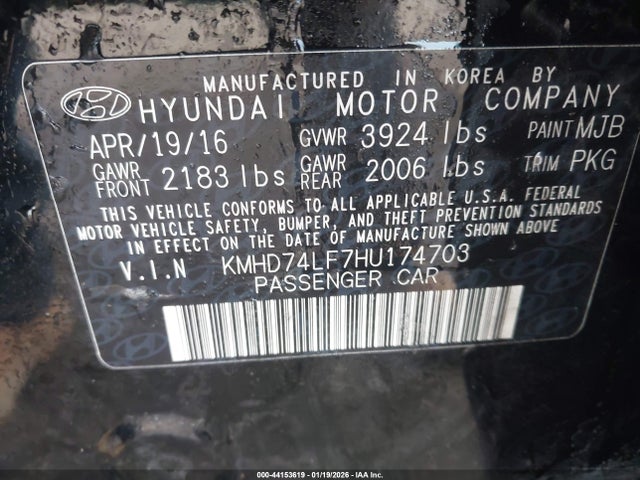 MANUFACTURED IN KOREA BY
HYUNDAI MOTOR COMPANY
APR/19/16 GVWR 3924 lbs PAINT MJB
GAWR FRONT 2183 lbs GAWR REAR 2006 lbs TRIM PKG
THIS VEHICLE CONFORMS TO ALL APPLICABLE U.S.A. FEDERAL
MOTOR VEHICLE SAFETY, BUMPER, AND THEFT PREVENTION STANDARDS
IN EFFECT ON THE DATE OF MANUFACTURE SHOWN ABOVE.
V.I.N KMHD74LF7HU174703
PASSENGER CAR
000-44153619 | 01/19/2026 | IAA Inc.